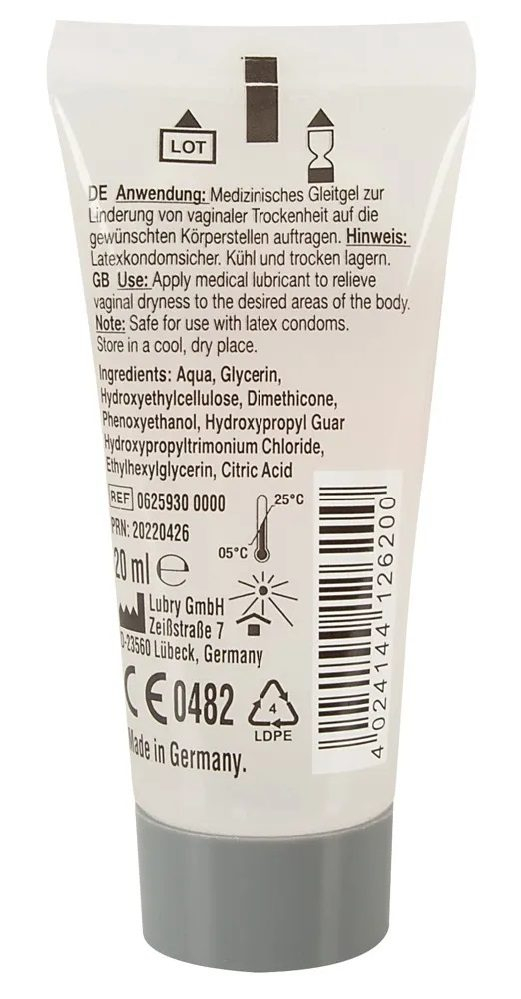 LOT
DE Anwendung: Medizinisches Gleitgel zur
Linderung von vaginaler Trockenheit auf die
gewünschten Körperstellen auftragen. Hinweis:
Latexkondomsicher. Kühl und trocken lagern.
GB Use: Apply medical lubricant to relieve
vaginal dryness to the desired areas of the body.
Note: Safe for use with latex condoms.
Store in a cool, dry place.
Ingredients: Aqua, Glycerin,
Hydroxyethylcellulose, Dimethicone,
Phenoxyethanol, Hydroxypropyl Guar
Hydroxypropyltrimonium Chloride,
Ethylhexylglycerin, Citric Acid
REF 0625930 0000
PRN: 20220426
25°C
05°C
20 ml ℮
Lubry GmbH
Zeißstraße 7
D-23560 Lübeck, Germany
CE 0482
4
LDPE
Made in Germany.
4 024144 126200